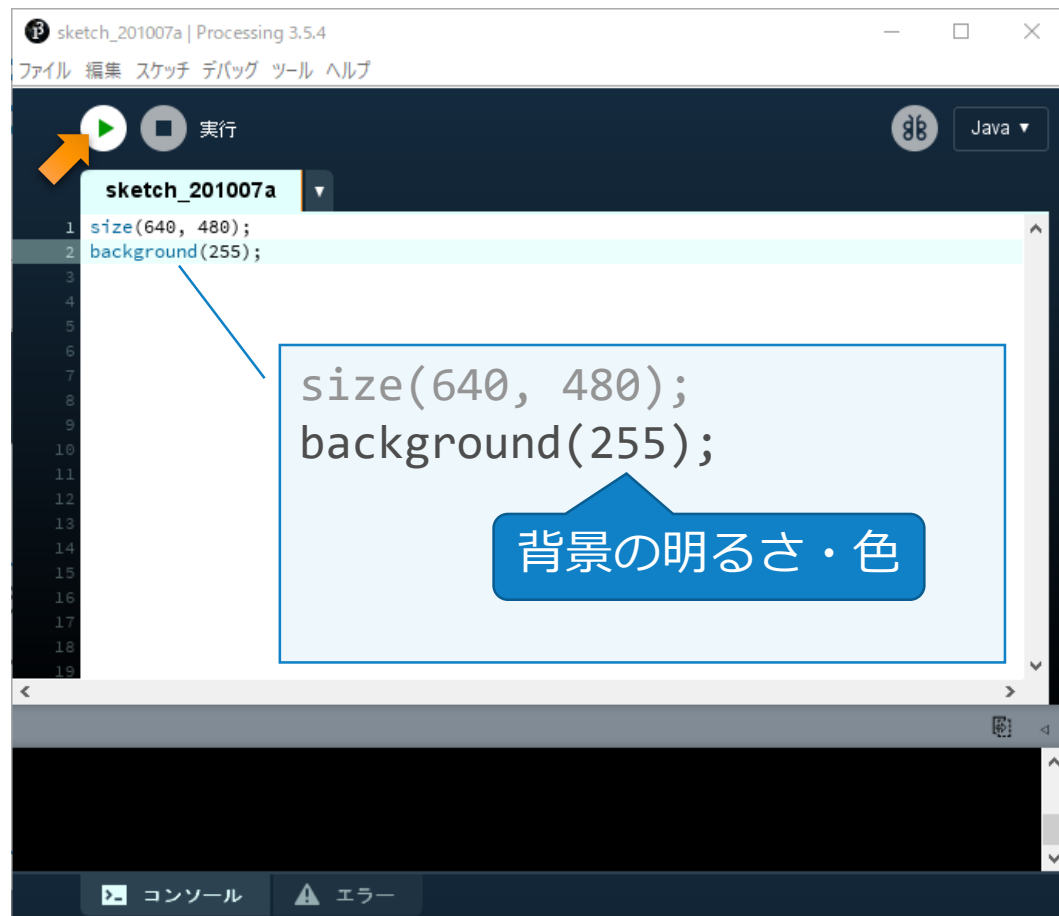 sketch_201007a | Processing 3.5.4
ファイル 編集 スケッチ デバッグ ツール ヘルプ
実行
Java ▼
sketch_201007a ▼
1 size(640, 480);
2 background(255);
3
4
5
6
7
8
9
10
11
12
13
14
15
16
17
18
19
size(640, 480);
background(255);
背景の明るさ・色
コンソール エラー